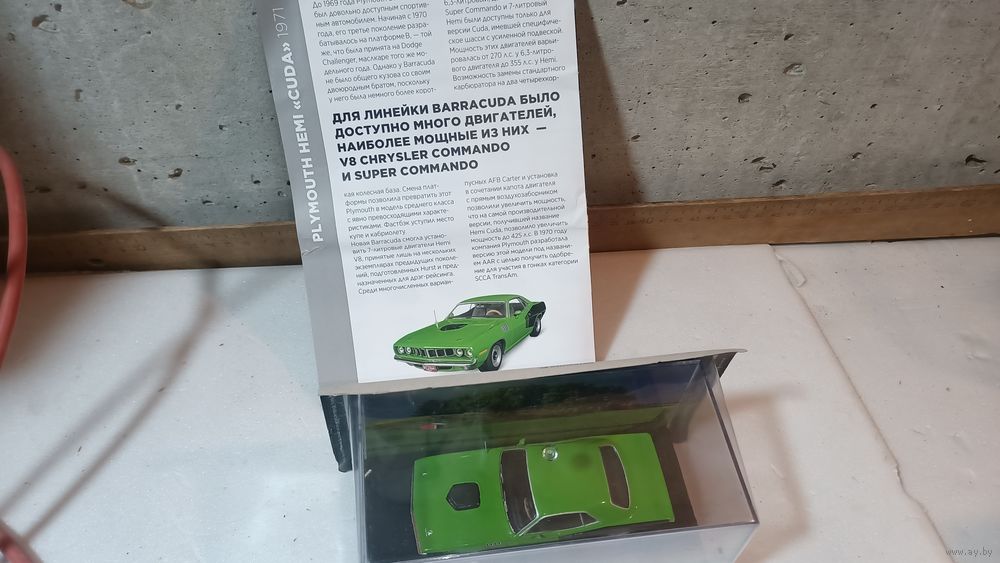 PLYMOUTH HEMI «CUDA» 1971
До 1969 года Plymouth
был довольно доступным спортив-
ным автомобилем. Начиная с 1970
года, его третье поколение разра-
батывалось на платформе B, — той
же, что была принята на Dodge
Challenger, маслкаре того же мо-
дельного года. Однако у Barracuda
не было общего кузова со своим
двоюродным братом, поскольку
у него была немного более корот-
Super Commando и 7-литровый
Hemi были доступны только для
версии Cuda, имевшей специфиче-
ское шасси с усиленной подвеской.
Мощность этих двигателей варьи-
ровалась от 270 л.с. у 6,3-литро-
вого двигателя до 355 л.с. у Hemi.
Возможность замены стандартного
карбюратора на два четырехкор-
ДЛЯ ЛИНЕЙКИ BARRACUDA БЫЛО
ДОСТУПНО МНОГО ДВИГАТЕЛЕЙ,
НАИБОЛЕЕ МОЩНЫЕ ИЗ НИХ —
V8 CHRYSLER COMMANDO
И SUPER COMMANDO
кая колесная база. Смена плат-
формы позволила превратить этот
Plymouth в модель среднего класса
с явно превосходящими характе-
ристиками. Фастбэк уступил место
купе и кабриолету
Новая Barracuda смогла устано-
вить 7-литровые двигатели Hemi
V8, принятые лишь на нескольких
экземплярах предыдущих поколе-
ний, подготовленных Hurst и пред-
назначенных для дрэг-рейсинга.
Среди многочисленных вариан-
пусных AFB Carter и установка
в сочетании капота двигателя
с прямым воздухозаборником
позволили увеличить мощность,
что на самой производительной
версии, получившей название
Hemi Cuda, позволило увеличить
мощность до 425 л.с. В 1970 году
компания Plymouth разработала
версию этой модели под названи-
ем AAR с целью получить одобре-
ние для участия в гонках категории
SCCA TransAm.
www.ay.by